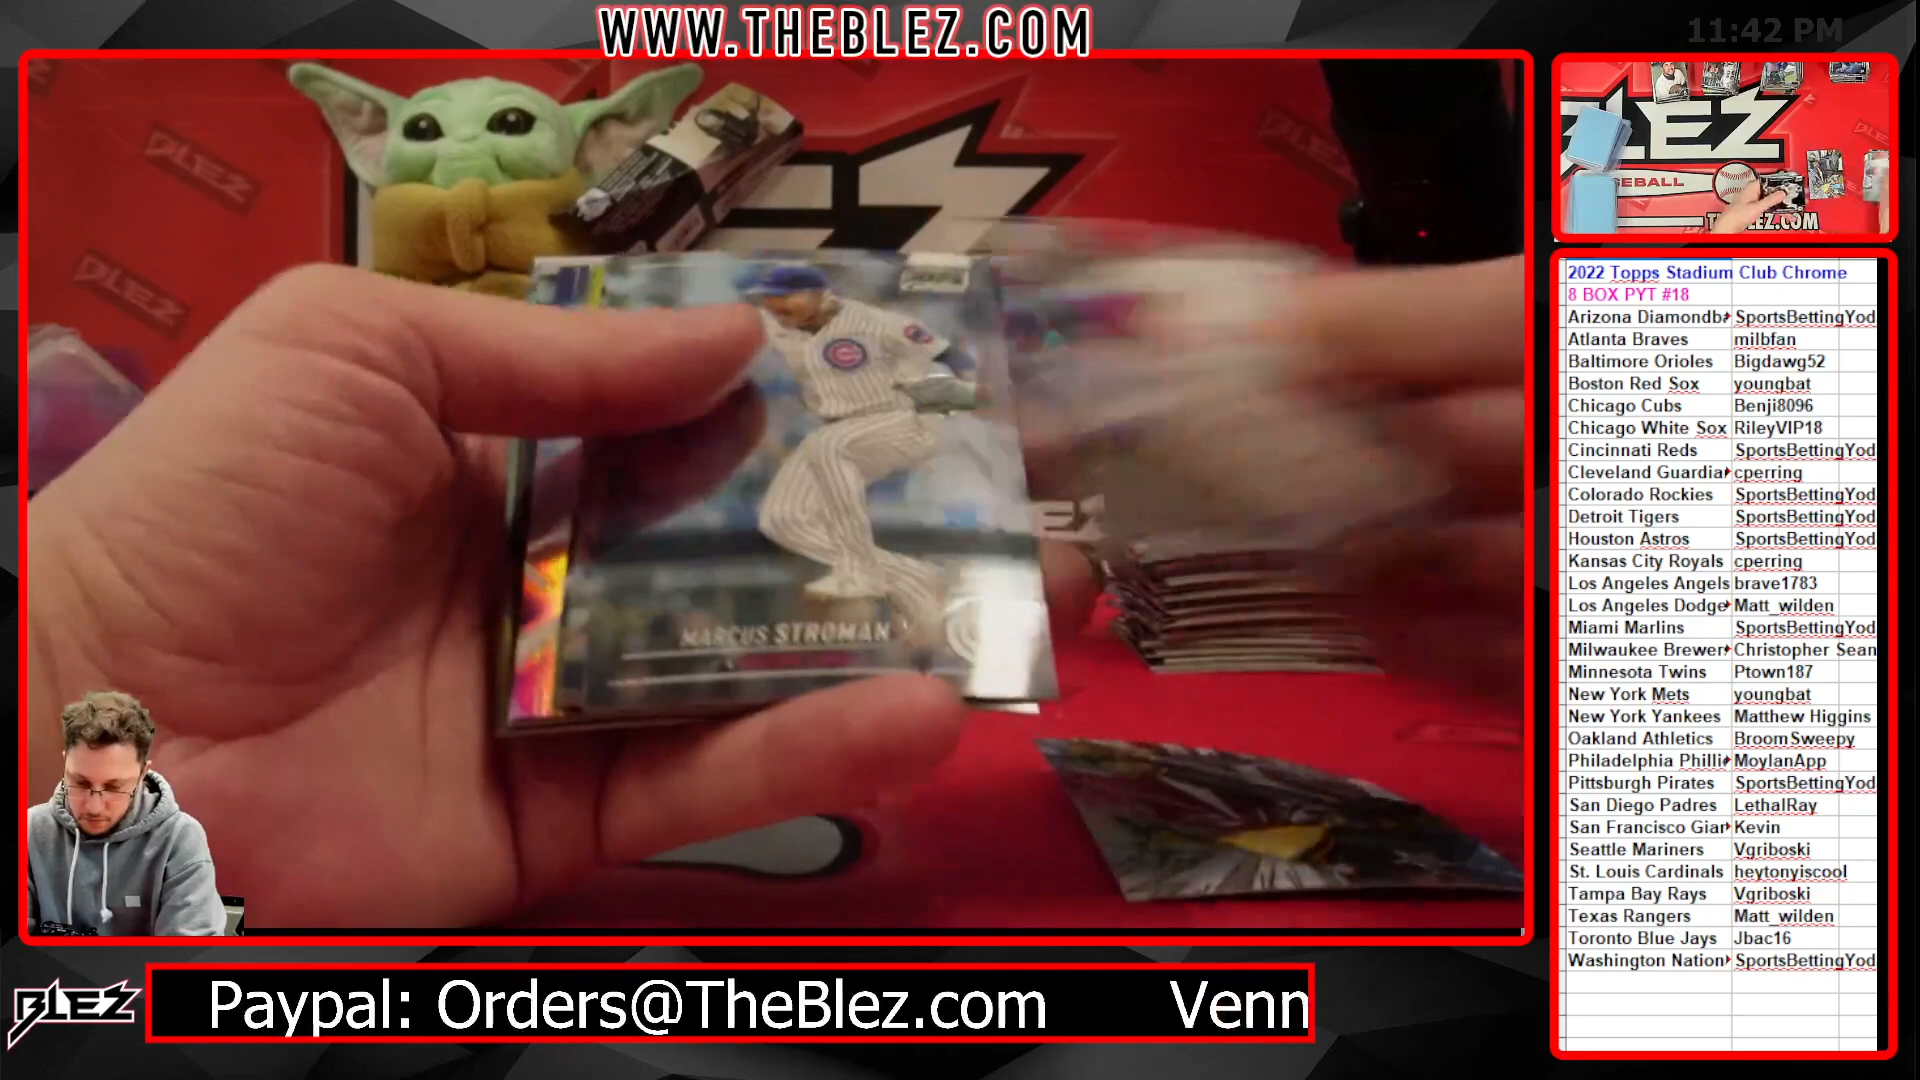 WWW.THEBLEZ.COM
11:42 PM
BLEZ
BLEZ
MARCUS STROMAN
THEBLEZ.COM
2022 Topps Stadium Club Chrome
8 BOX PYT #18
Arizona Diamondba SportsBettingYod
Atlanta Braves milbfan
Baltimore Orioles Bigdawg52
Boston Red Sox youngbat
Chicago Cubs Benji8096
Chicago White Sox RileyVIP18
Cincinnati Reds SportsBettingYod
Cleveland Guardia cperring
Colorado Rockies SportsBettingYod
Detroit Tigers SportsBettingYod
Houston Astros SportsBettingYod
Kansas City Royals cperring
Los Angeles Angels brave1783
Los Angeles Dodge Matt_wilden
Miami Marlins SportsBettingYod
Milwaukee Brewer Christopher Sean
Minnesota Twins Ptown187
New York Mets youngbat
New York Yankees Matthew Higgins
Oakland Athletics BroomSweepy
Philadelphia Phillie MoylanApp
Pittsburgh Pirates SportsBettingYod
San Diego Padres LethalRay
San Francisco Gian Kevin
Seattle Mariners Vgriboski
St. Louis Cardinals heytonyiscool
Tampa Bay Rays Vgriboski
Texas Rangers Matt_wilden
Toronto Blue Jays Jbac16
Washington Nation SportsBettingYod
BLEZ
Paypal: Orders@TheBlez.com Venn